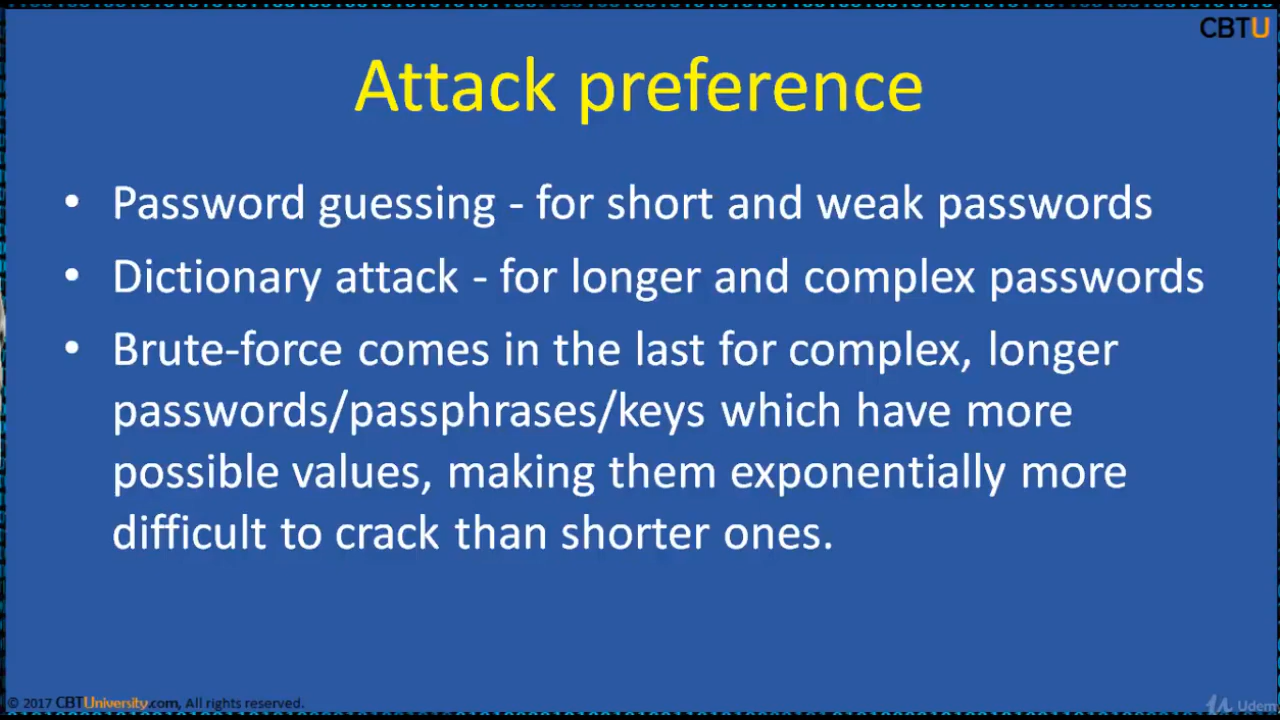 CBTU
Attack preference
• Password guessing - for short and weak passwords
• Dictionary attack - for longer and complex passwords
• Brute-force comes in the last for complex, longer
passwords/passphrases/keys which have more
possible values, making them exponentially more
difficult to crack than shorter ones.
© 2017 CBTUniversity.com, All rights reserved.